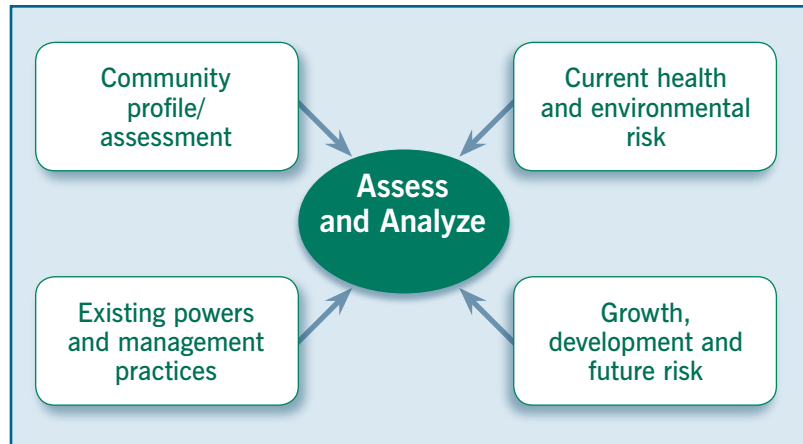 Community
profile/
assessment
Current health
and environmental
risk
Assess
and Analyze
Existing powers
and management
practices
Growth,
development and
future risk